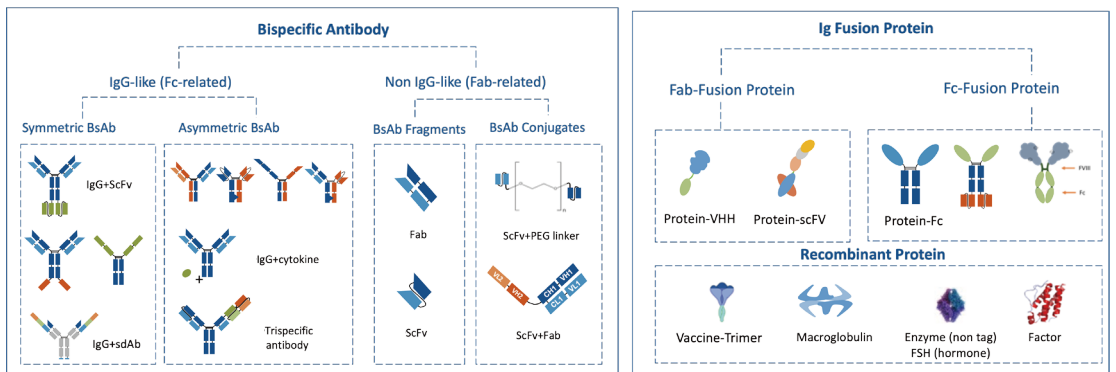 Bispecific Antibody
IgG-like (Fc-related)
Non IgG-like (Fab-related)
Symmetric BsAb
Asymmetric BsAb
BsAb Fragments
BsAb Conjugates
IgG+ScFv
IgG+sdAb
IgG+cytokine
+
Trispecific
antibody
Fab
ScFv
n
ScFv+PEG linker
VL2
VH2
CH1
VH1
CL1
VL1
ScFv+Fab
Ig Fusion Protein
Fab-Fusion Protein
Fc-Fusion Protein
Protein-VHH
Protein-scFV
Protein-Fc
FVIII
Fc
Recombinant Protein
Vaccine-Trimer
Macroglobulin
Enzyme (non tag)
FSH (hormone)
Factor